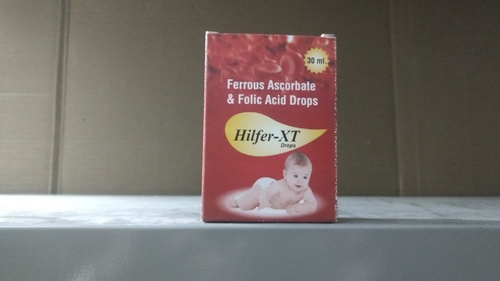 30 ml.
Ferrous Ascorbate
& Folic Acid Drops
Hilfer-XT
Drops